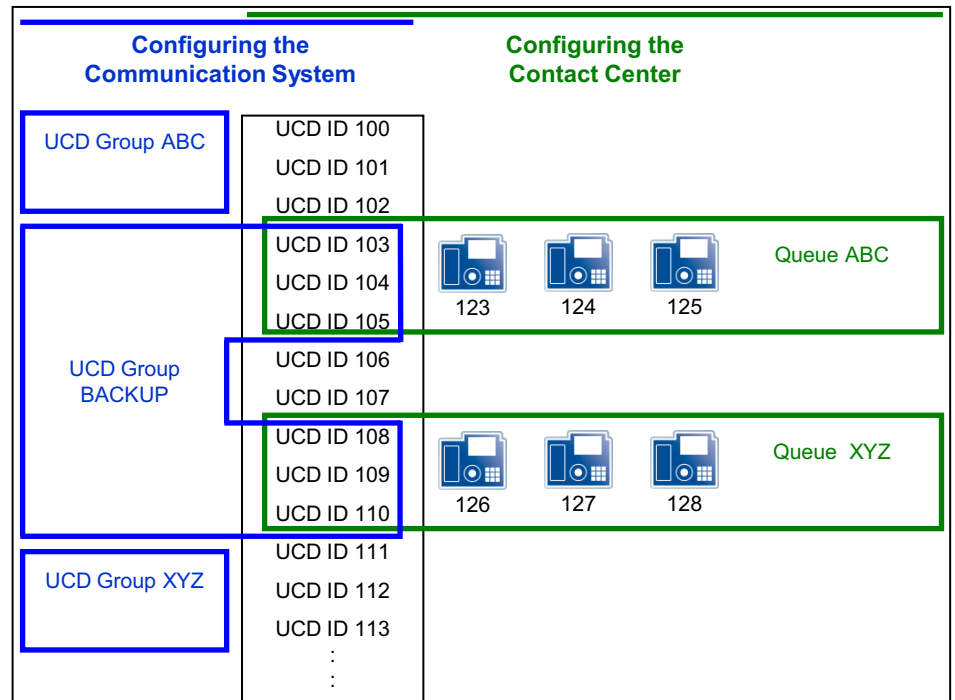 Configuring the
Communication System
Configuring the
Contact Center
UCD Group ABC
UCD ID 100
UCD ID 101
UCD ID 102
UCD ID 103
UCD ID 104
UCD ID 105
UCD ID 106
UCD ID 107
UCD ID 108
UCD ID 109
UCD ID 110
UCD ID 111
UCD ID 112
UCD ID 113
:
:
123
124
125
Queue ABC
UCD Group
BACKUP
126
127
128
Queue XYZ
UCD Group XYZ